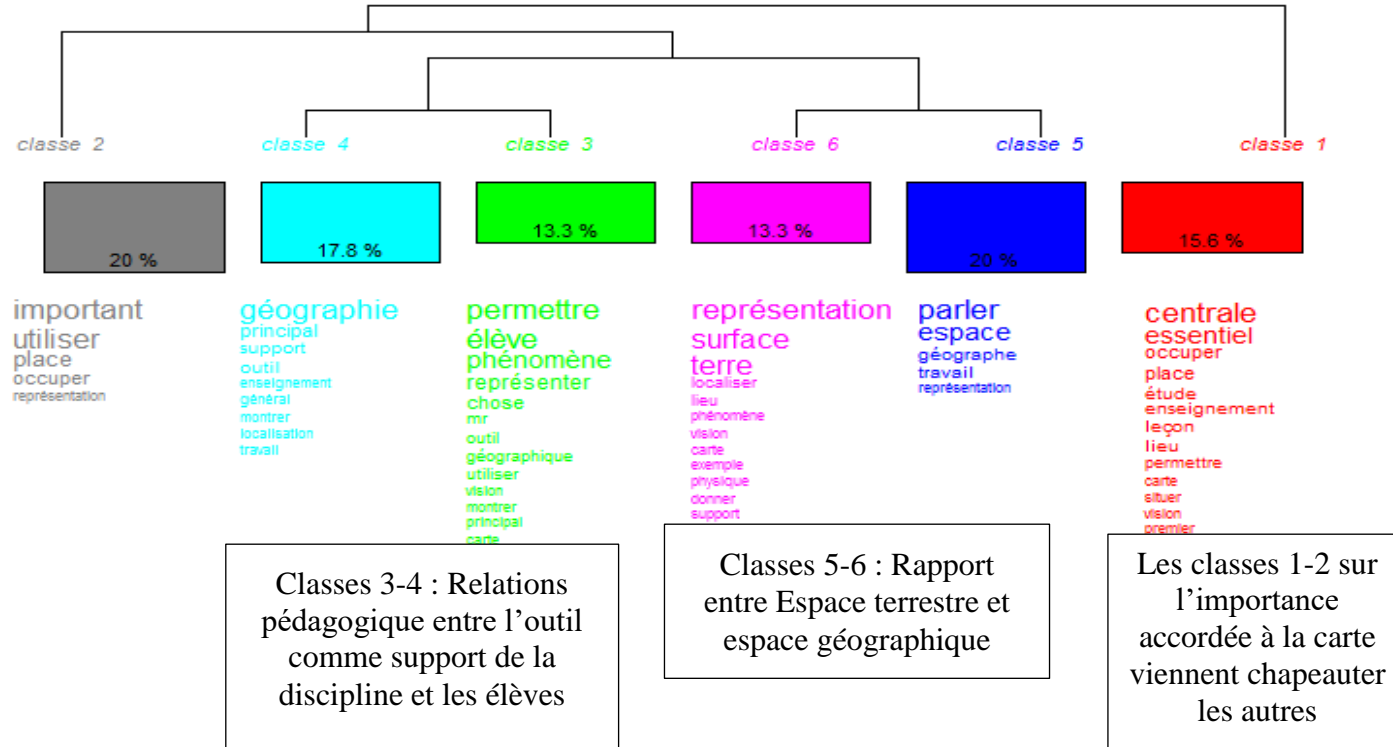 classe 2
classe 4
classe 3
classe 6
classe 5
classe 1
20 %
17.8 %
13.3 %
13.3 %
20 %
15.6 %
important
utiliser
place
occuper
représentation
géographie
principal
support
outil
enseignement
général
montrer
localisation
travail
permettre
élève
phénomène
représenter
chose
mr
outil
géographique
utiliser
vision
montrer
principal
carte
représentation
surface
terre
localiser
lieu
phénomène
vision
carte
exemple
physique
donner
support
parler
espace
géographe
travail
représentation
centrale
essentiel
occuper
place
étude
enseignement
leçon
lieu
permettre
carte
situer
vision
premier
Classes 3-4 : Relations
pédagogique entre l’outil
comme support de la
discipline et les élèves
Classes 5-6 : Rapport
entre Espace terrestre et
espace géographique
Les classes 1-2 sur
l’importance
accordée à la carte
viennent chapeauter
les autres